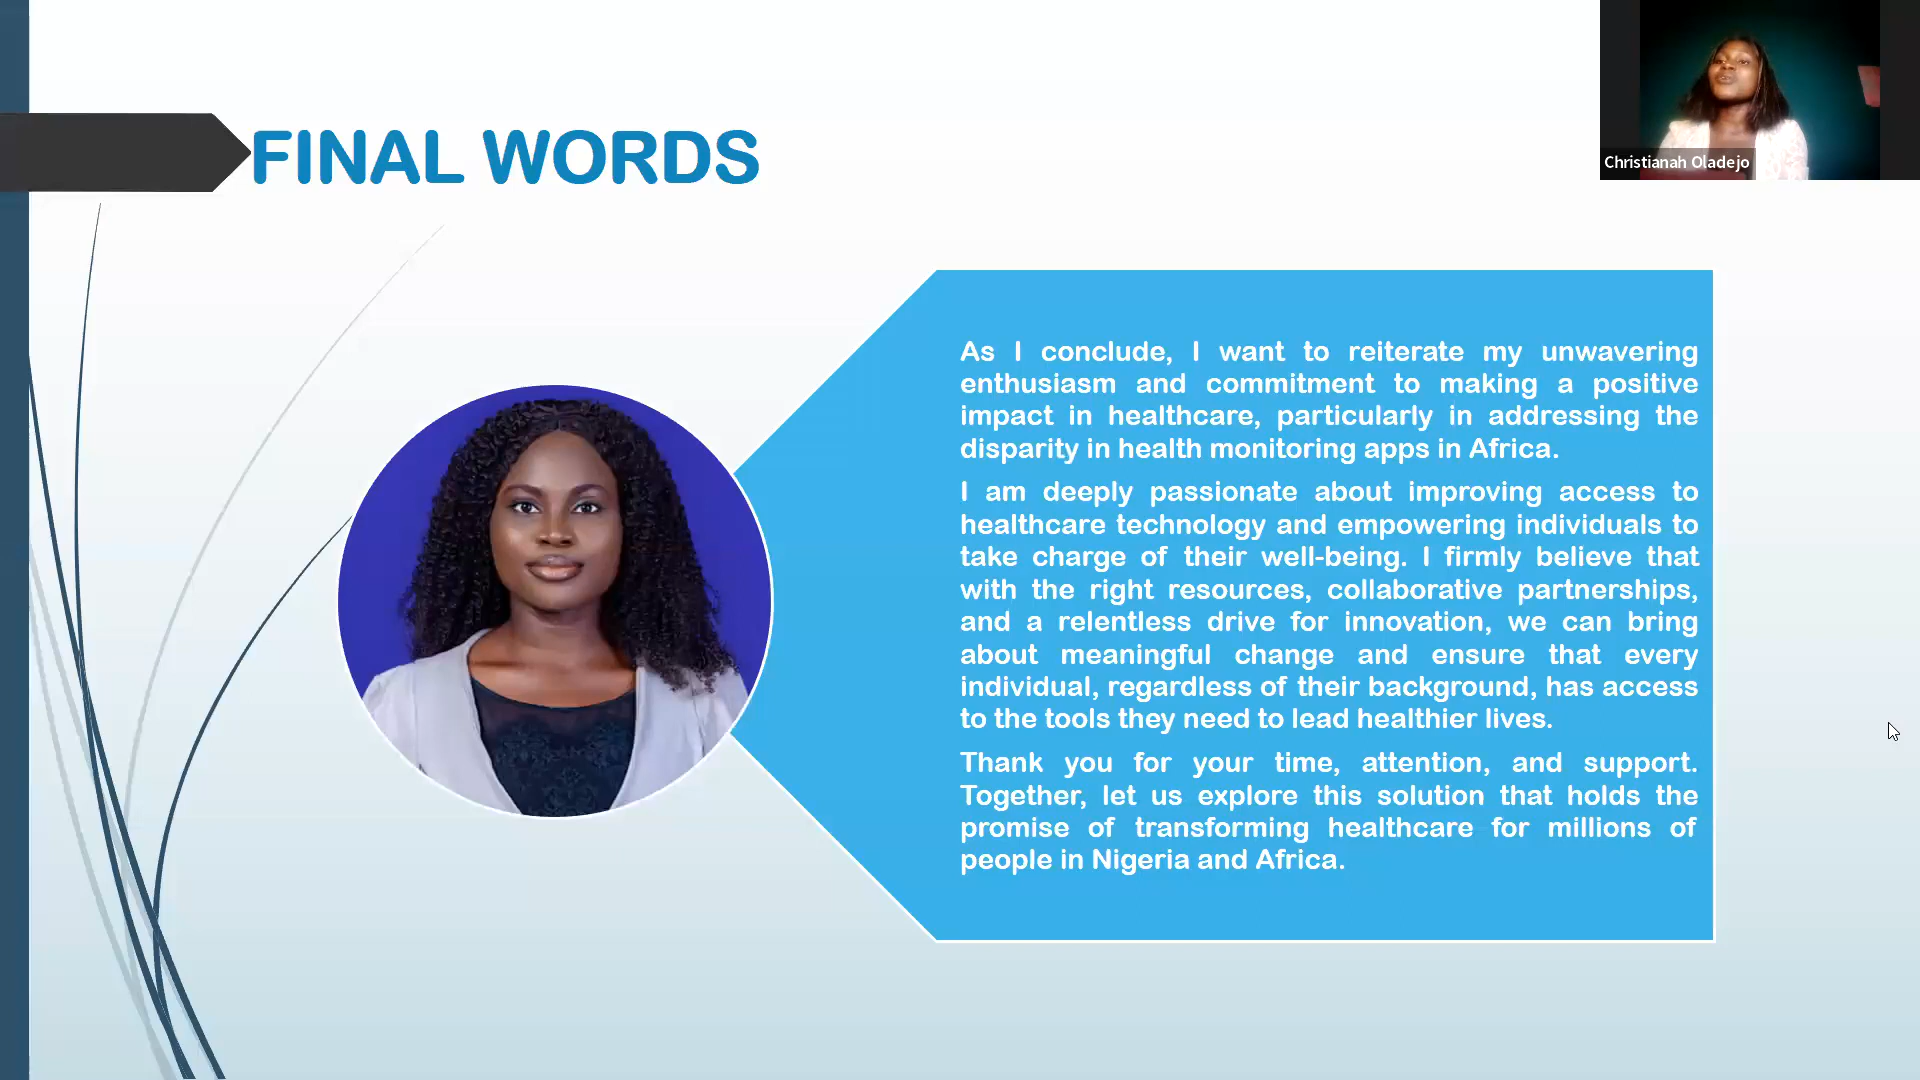 FINAL WORDS
Christianah Oladejo
As I conclude, I want to reiterate my unwavering
enthusiasm and commitment to making a positive
impact in healthcare, particularly in addressing the
disparity in health monitoring apps in Africa.
I am deeply passionate about improving access to
healthcare technology and empowering individuals to
take charge of their well-being. I firmly believe that
with the right resources, collaborative partnerships,
and a relentless drive for innovation, we can bring
about meaningful change and ensure that every
individual, regardless of their background, has access
to the tools they need to lead healthier lives.
Thank you for your time, attention, and support.
Together, let us explore this solution that holds the
promise of transforming healthcare for millions of
people in Nigeria and Africa.